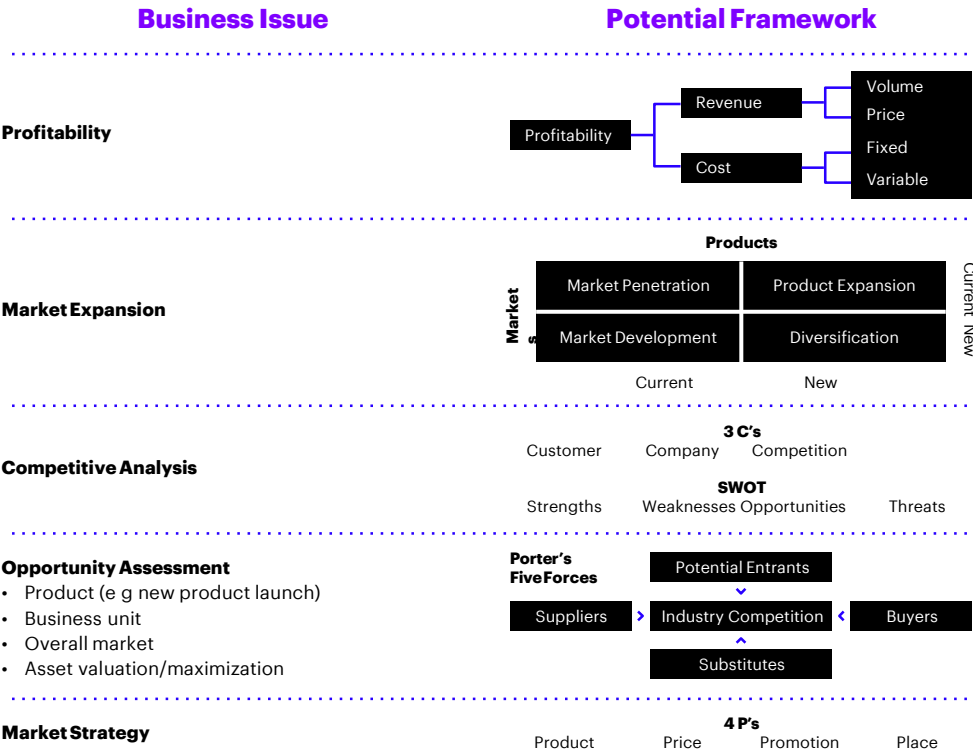 Business Issue
Potential Framework
Profitability
Profitability
Revenue
Cost
Volume
Price
Fixed
Variable
Market Expansion
Products
Market
s
Market Penetration
Product Expansion
Market Development
Diversification
Current New
Current
New
Competitive Analysis
3 C's
Customer
Company
Competition
SWOT
Strengths
Weaknesses Opportunities
Threats
Opportunity Assessment
• Product (e g new product launch)
• Business unit
• Overall market
• Asset valuation/maximization
Porter's
Five Forces
Potential Entrants
Suppliers
Industry Competition
Buyers
Substitutes
Market Strategy
4 P's
Product
Price
Promotion
Place